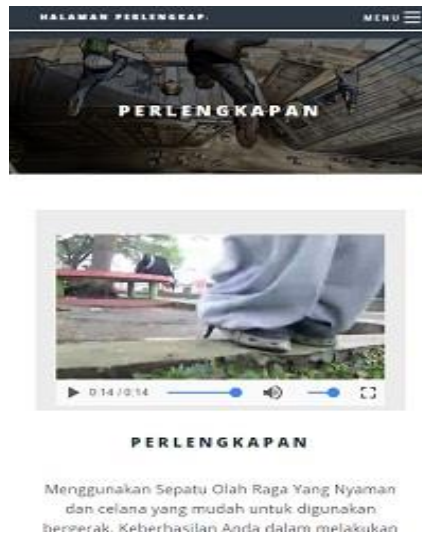 HALAMAN PERLENGKAP.
MENU
PERLENGKAPAN
0:14 / 0:14
PERLENGKAPAN
Menggunakan Sepatu Olah Raga Yang Nyaman
dan celana yang mudah untuk digunakan
bergerak. Keberhasilan Anda dalam melakukan